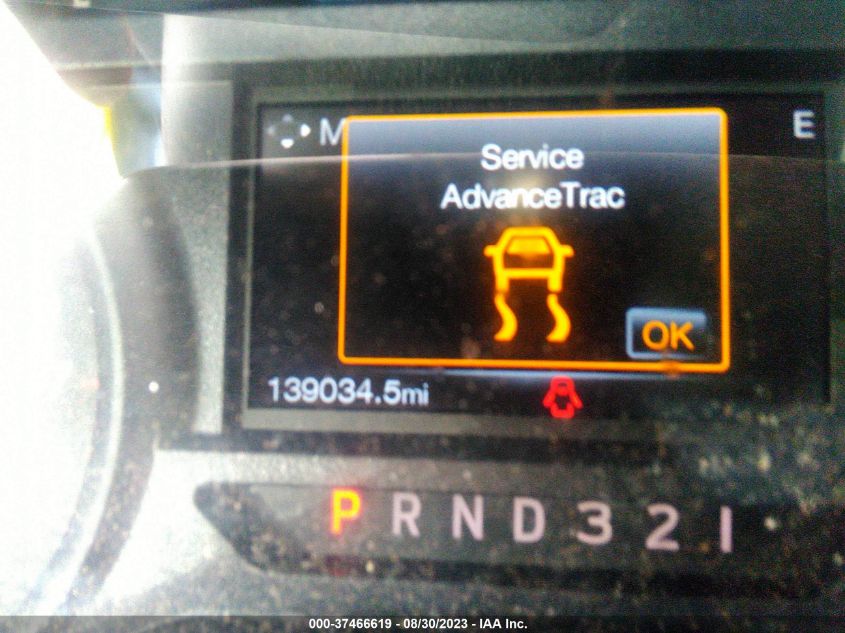 M E
Service
AdvanceTrac
OK
139034.5mi
P R N D 3 2 1
000-37466619 - 08/30/2023 - IAA Inc.